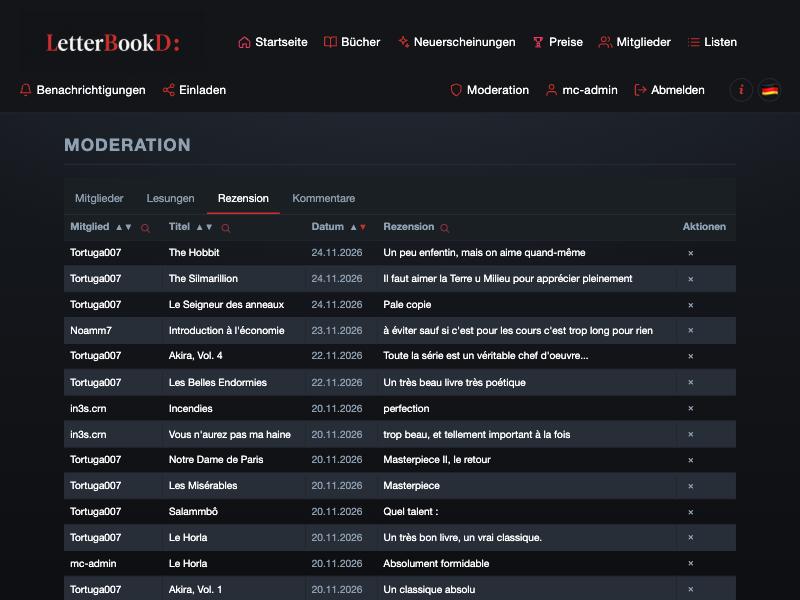 LetterBookD:
Startseite Bücher Neuerscheinungen Preise Mitglieder Listen
Benachrichtigungen Einladen Moderation mc-admin Abmelden i
MODERATION
Mitglieder Lesungen Rezension Kommentare
Mitglied ▲▼ Titel ▲▼ Datum ▲▼ Rezension Aktionen
Tortuga007 The Hobbit 24.11.2026 Un peu enfentin, mais on aime quand-même ×
Tortuga007 The Silmarillion 24.11.2026 Il faut aimer la Terre u Milieu pour apprécier pleinement ×
Tortuga007 Le Seigneur des anneaux 24.11.2026 Pale copie ×
Noamm7 Introduction à l'économie 23.11.2026 à éviter sauf si c'est pour les cours c'est trop long pour rien ×
Tortuga007 Akira, Vol. 4 22.11.2026 Toute la série est un véritable chef d'oeuvre... ×
Tortuga007 Les Belles Endormies 22.11.2026 Un très beau livre très poétique ×
in3s.crn Incendies 20.11.2026 perfection ×
in3s.crn Vous n'aurez pas ma haine 20.11.2026 trop beau, et tellement important à la fois ×
Tortuga007 Notre Dame de Paris 20.11.2026 Masterpiece II, le retour ×
Tortuga007 Les Misérables 20.11.2026 Masterpiece ×
Tortuga007 Salammbô 20.11.2026 Quel talent : ×
Tortuga007 Le Horla 20.11.2026 Un très bon livre, un vrai classique. ×
mc-admin Le Horla 20.11.2026 Absolument formidable ×
Tortuga007 Akira, Vol. 1 20.11.2026 Un classique absolu ×